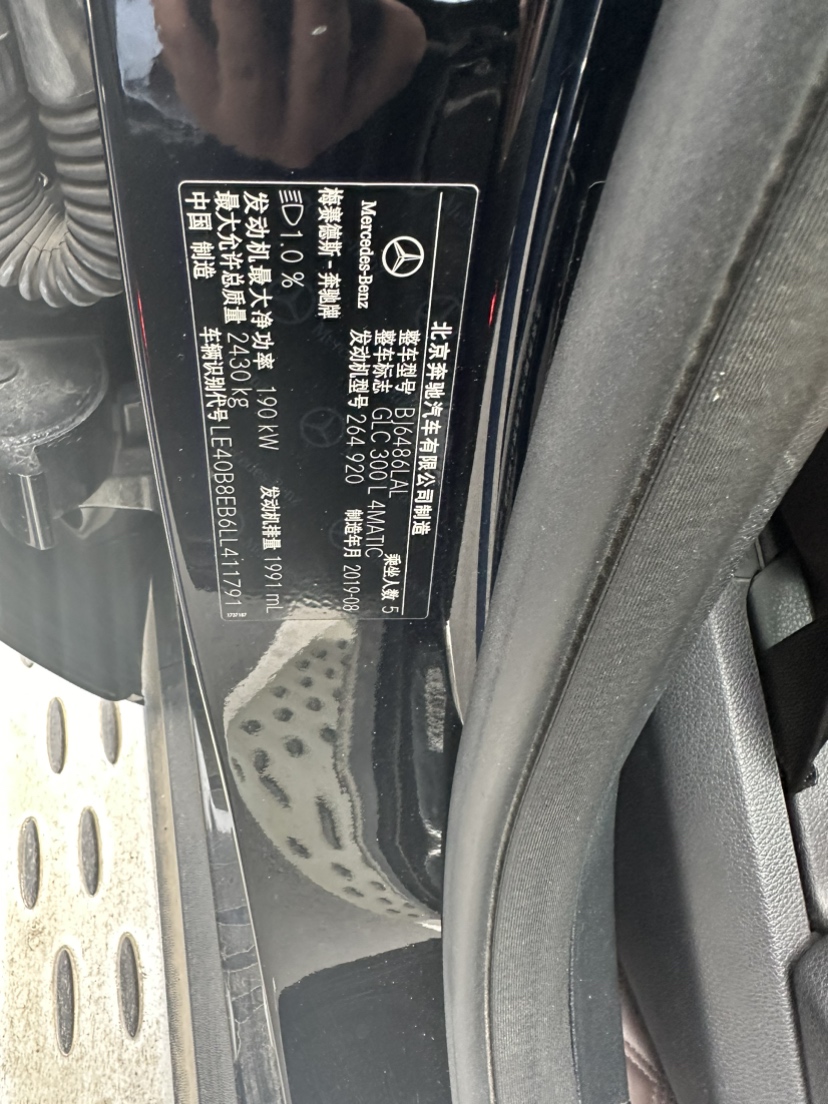 北京奔驰汽车有限公司制造
Mercedes-Benz
整车型号 BJ6486LAL 乘坐人数 5
整车标志 GLC 300 L 4MATIC
梅赛德斯-奔驰牌 发动机型号 264 920 制造年月 2019-08
1.0 %
发动机最大净功率 190 kW 发动机排量 1991 mL
最大允许总质量 2430 kg
中国 制造 车辆识别代号 LE40B8EB6LL411791